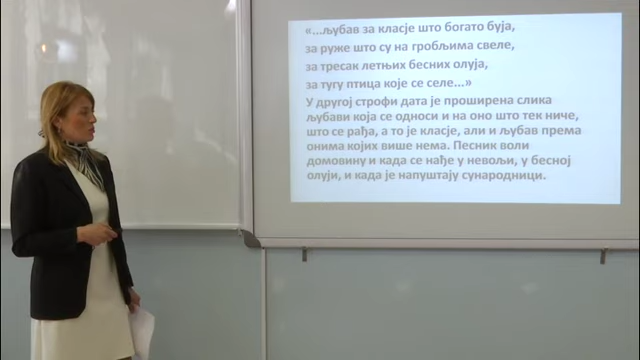 «...љубав за класје што богато буја,
за руже што су на гробљима свеле,
за тресак летњих бесних олуја,
за тугу птица које се селе...»
У другој строфи дата је проширена слика
љубави која се односи и на оно што тек ниче,
што се рађа, а то је класје, али и љубав према
онима којих више нема. Песник воли
домовину и када се нађе у невољи, у бесној
олуји, и када је напуштају сународници.